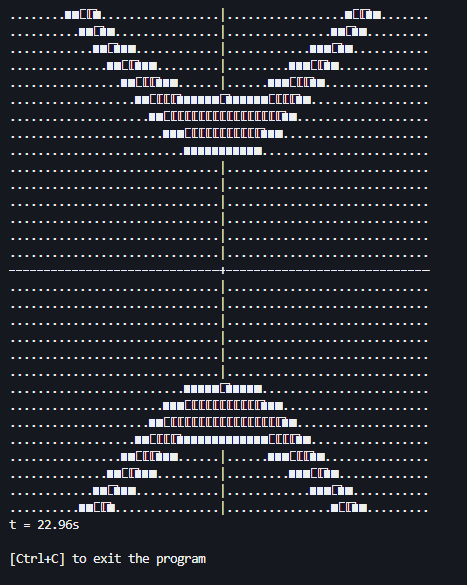 t = 22.96s
[Ctrl+C] to exit the program